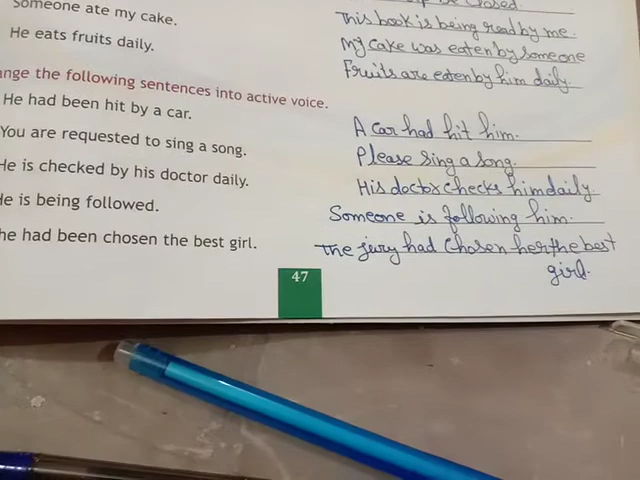 Someone ate my cake.
He eats fruits daily.
closed.
This book is being read by me.
My cake was eaten by someone
Fruits are eaten by him daily.
nge the following sentences into active voice.
He had been hit by a car. A car had hit him.
You are requested to sing a song. Please sing a song.
He is checked by his doctor daily. His doctor checks him daily.
He is being followed. Someone is following him.
he had been chosen the best girl. The jury had chosen her the best
girl.
47